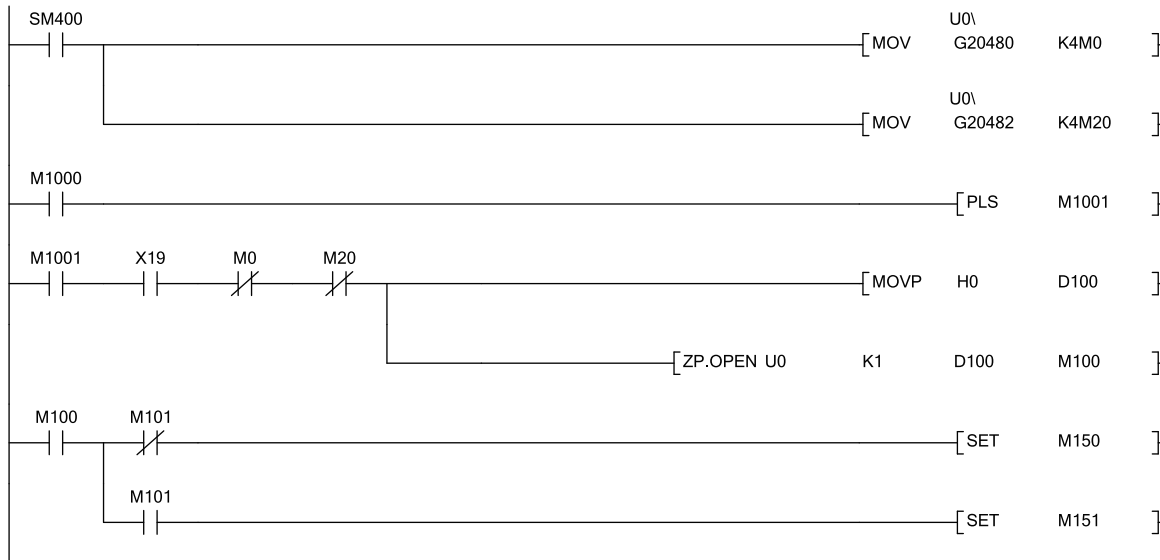 SM400
U0\
MOV G20480 K4M0
U0\
MOV G20482 K4M20
M1000
PLS M1001
M1001 X19 M0 M20
MOVP H0 D100
ZP.OPEN U0 K1 D100 M100
M100 M101
SET M150
M101
SET M151